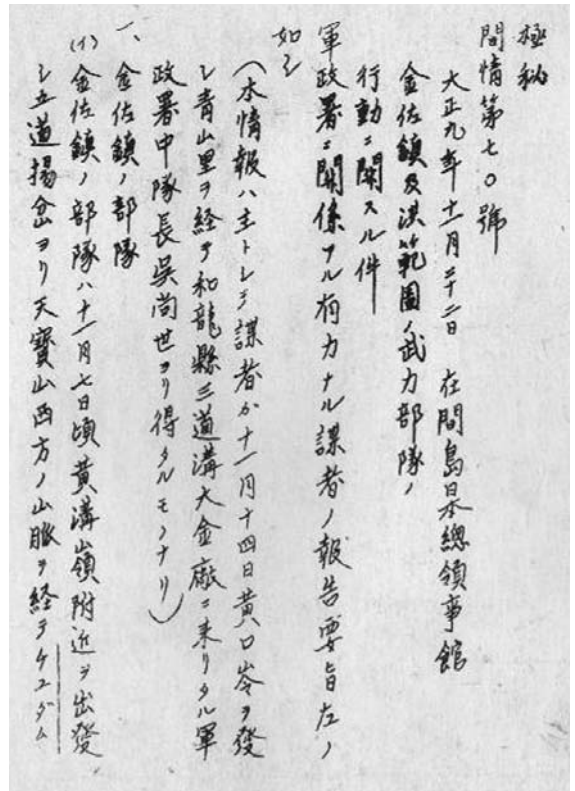 極秘
間情第七〇號
大正九年十一月二十二日　在間島日本總領事館
金佐鎮及洪範圖ノ武力部隊ノ
行動ニ関スル件
軍政署ニ関係アル有力ナル諜者ノ報告要旨左ノ
如シ
(本情報ハ主トシテ諜者カ十一月十四日黄口岺ヲ發
シ青山里ヲ経テ和龍縣三道溝大金廠ニ来リタル軍
政署中隊長吳尚世ヨリ得タルモノナリ)
一、金佐鎮ノ部隊
(イ)金佐鎮ノ部隊ハ十一月七日頃黄溝嶺附近ヲ出發
シ五道揚岔ヨリ天寶山西方ノ山脈ヲ経テケユダム